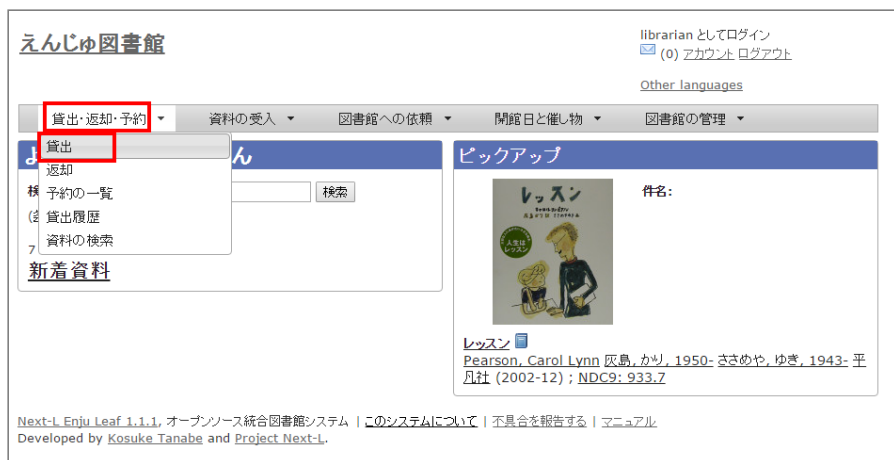 えんじゅ図書館
librarian としてログイン
(0) アカウント ログアウト
Other languages
貸出・返却・予約 資料の受入 図書館への依頼 開館日と催し物 図書館の管理
貸出
返却
予約の一覧
貸出履歴
資料の検索
よ ん
検 検索
7
新着資料
ピックアップ
レッスン
人生は
レッスン
件名:
レッスン
Pearson, Carol Lynn 灰島, かり, 1950- ささめや, ゆき, 1943- 平
凡社 (2002-12) ; NDC9: 933.7
Next-L Enju Leaf 1.1.1, オープンソース統合図書館システム | このシステムについて | 不具合を報告する | マニュアル
Developed by Kosuke Tanabe and Project Next-L.